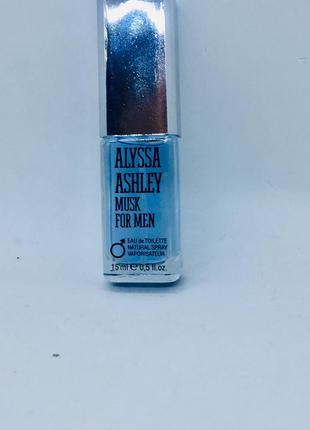 ALYSSA
ASHLEY
MUSK
FOR MEN
EAU de TOILETTE
NATURAL SPRAY
VAPORISATEUR
15 ml ℮ 0,5 fl.oz.